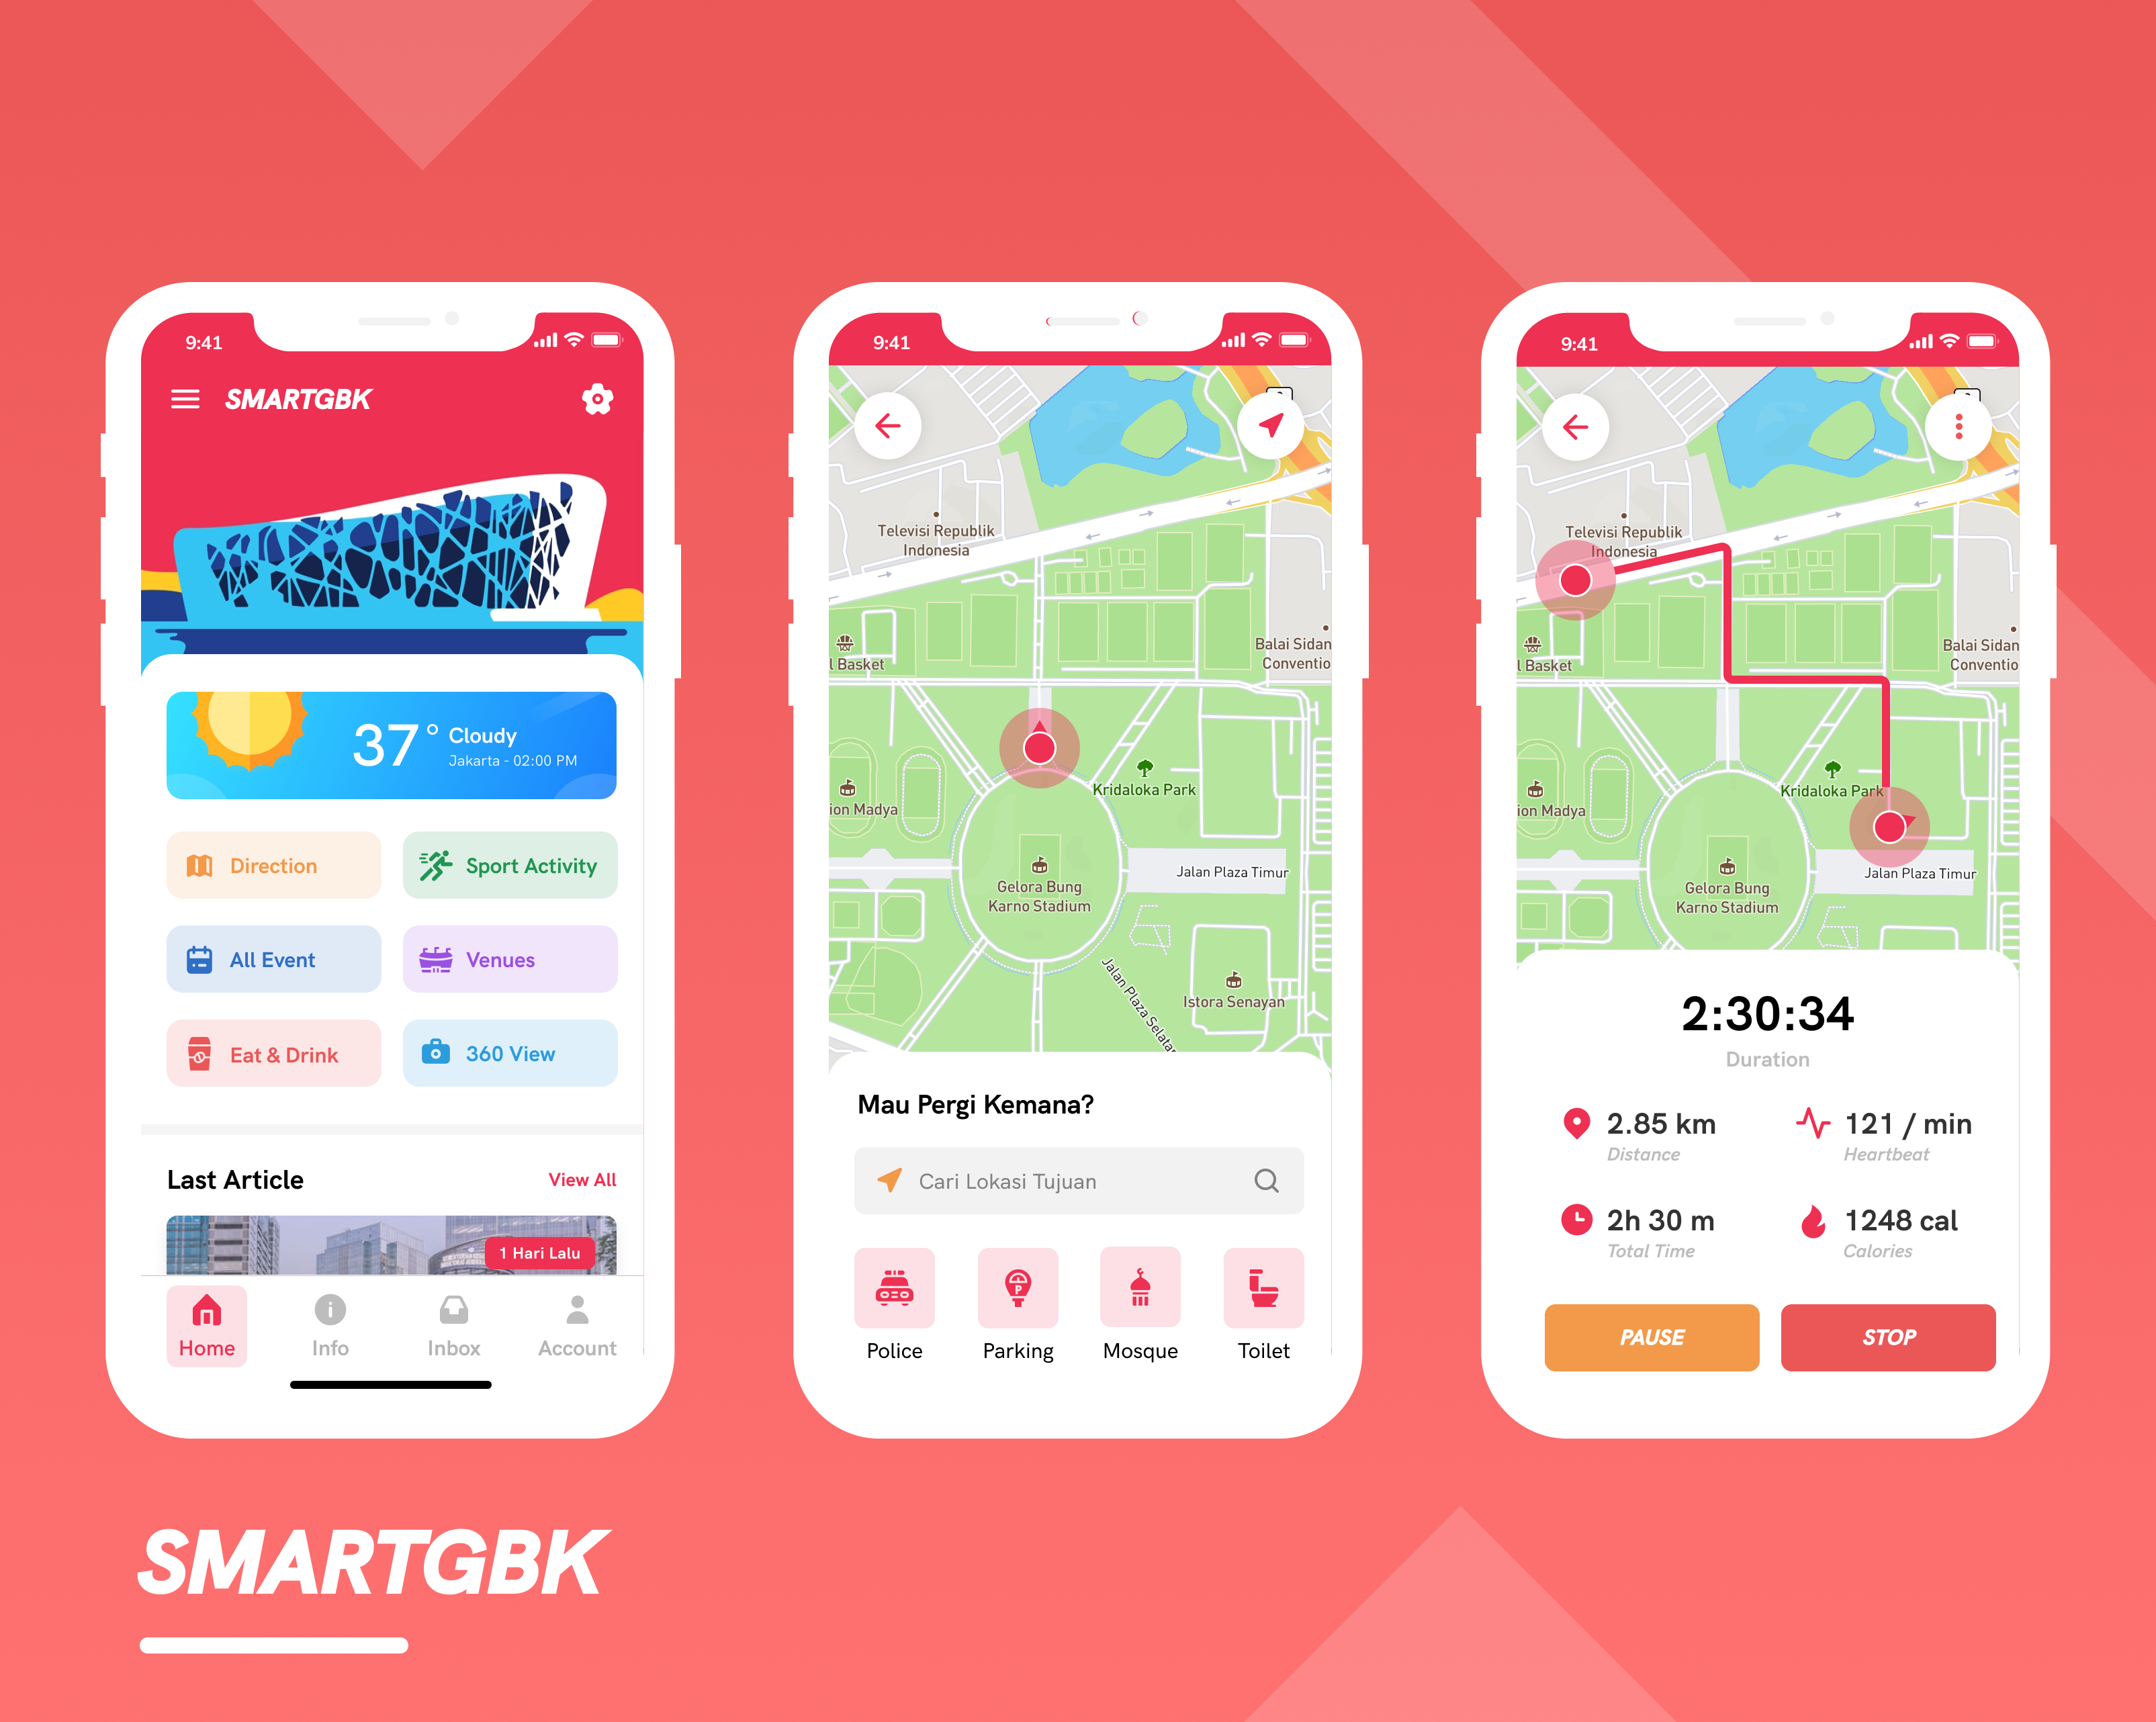 9:41
SMARTGBK
37° Cloudy
Jakarta - 02:00 PM
Direction
Sport Activity
All Event
Venues
Eat & Drink
360 View
Last Article
View All
1 Hari Lalu
Home
Info
Inbox
Account
9:41
Televisi Republik
Indonesia
l Basket
Balai Sidan
Conventio
Kridaloka Park
ion Madya
Gelora Bung
Karno Stadium
Jalan Plaza Timur
Istora Senayan
Jalan Plaza Selatan
Mau Pergi Kemana?
Cari Lokasi Tujuan
P
Police
Parking
Mosque
Toilet
9:41
Televisi Republik
Indonesia
l Basket
Balai Sidan
Conventio
Kridaloka Park
ion Madya
Gelora Bung
Karno Stadium
Jalan Plaza Timur
2:30:34
Duration
2.85 km
Distance
121 / min
Heartbeat
2h 30 m
Total Time
1248 cal
Calories
PAUSE
STOP
SMARTGBK